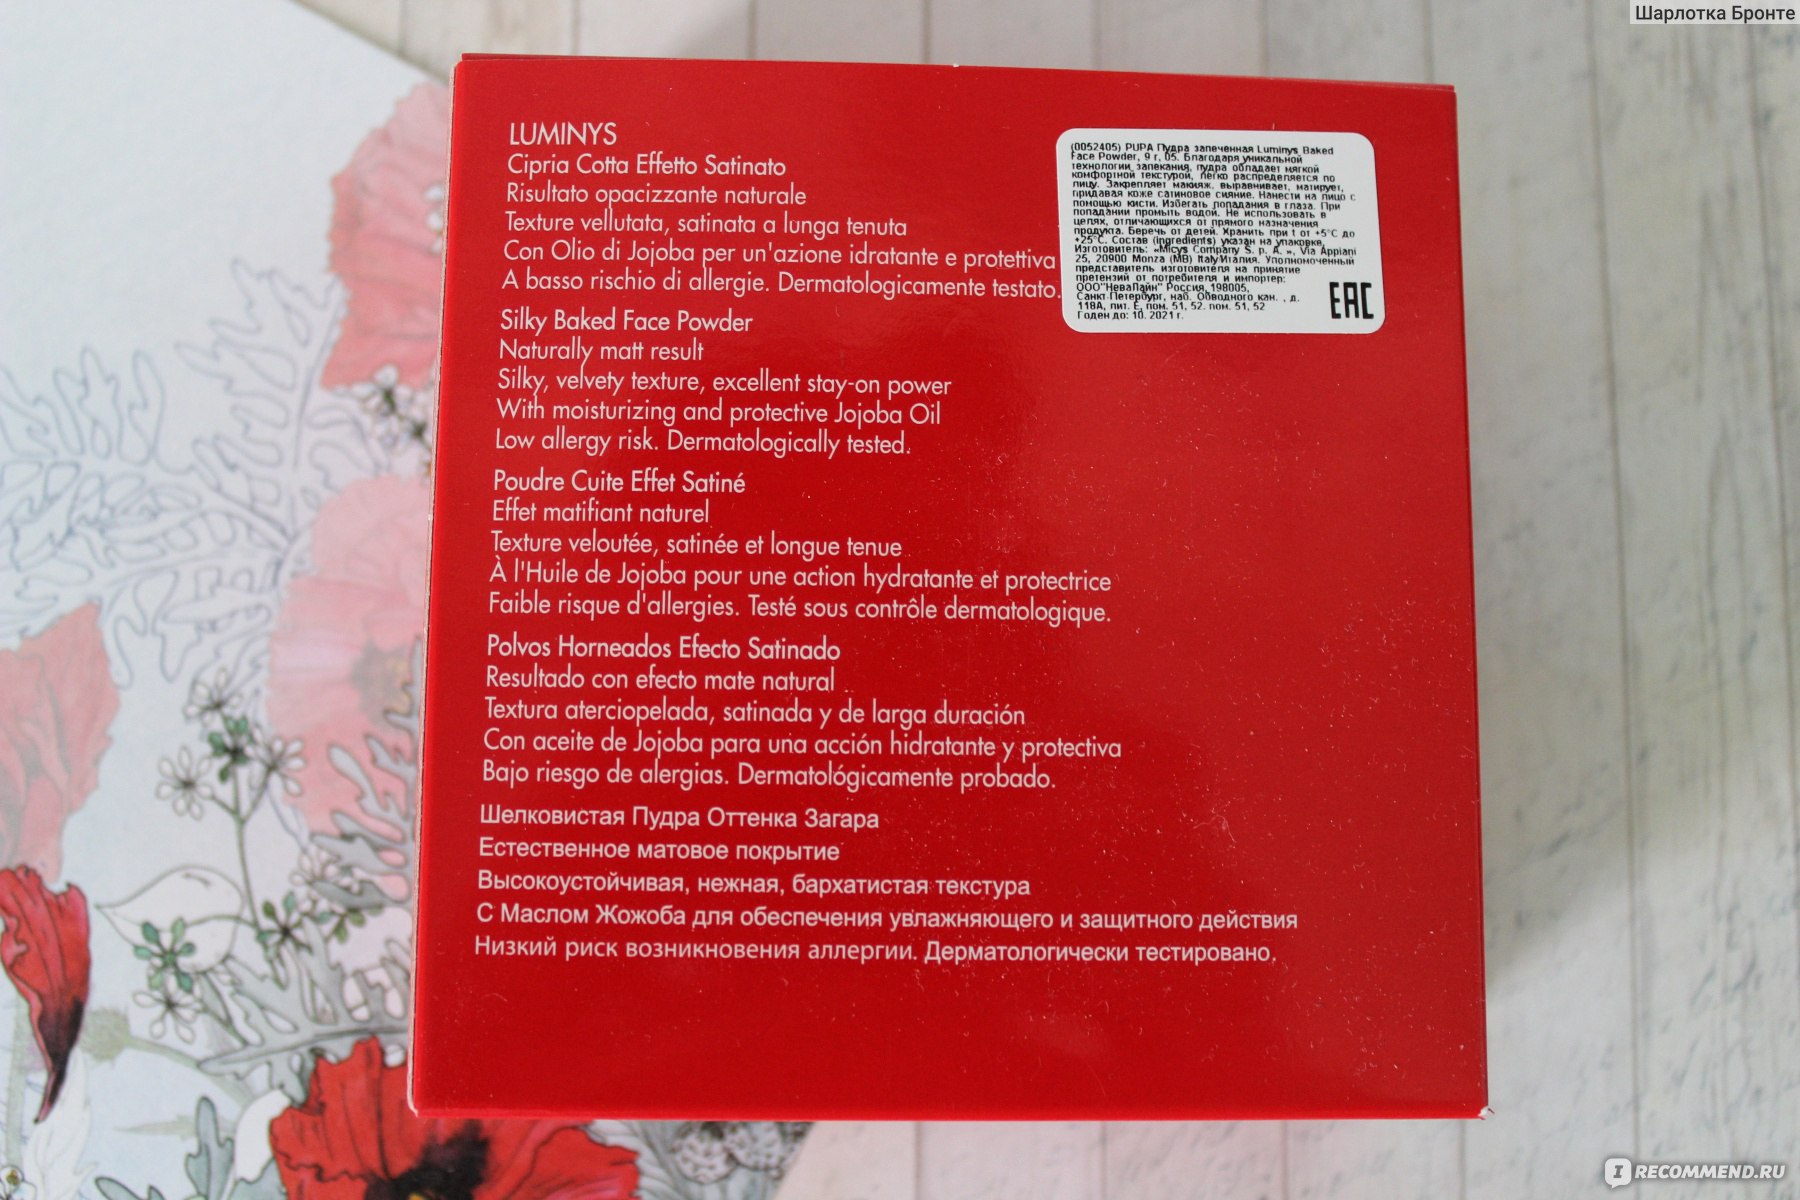 Шарлотка Бронте
LUMINYS
Cipria Cotta Effetto Satinato
Risultato opacizzante naturale
Texture vellutata, satinata a lunga tenuta
Con Olio di Jojoba per un'azione idratante e protettiva
A basso rischio di allergie. Dermatologicamente testato.
Silky Baked Face Powder
Naturally matt result
Silky, velvety texture, excellent stay-on power
With moisturizing and protective Jojoba Oil
Low allergy risk. Dermatologically tested.
Poudre Cuite Effet Satiné
Effet matifiant naturel
Texture veloutée, satinée et longue tenue
À l'Huile de Jojoba pour une action hydratante et protectrice
Faible risque d'allergies. Testé sous contrôle dermatologique.
Polvos Horneados Efecto Satinado
Resultado con efecto mate natural
Textura aterciopelada, satinada y de larga duración
Con aceite de Jojoba para una acción hidratante y protectiva
Bajo riesgo de alergias. Dermatológicamente probado.
Шелковистая Пудра Оттенка Загара
Естественное матовое покрытие
Высокоустойчивая, нежная, бархатистая текстура
С Маслом Жожоба для обеспечения увлажняющего и защитного действия
Низкий риск возникновения аллергии. Дерматологически тестировано.
(0052405) PUPA Пудра запеченная Luminys Baked
Face Powder, 9 г, 05. Благодаря уникальной
технологии запекания, пудра обладает мягкой
комфортной текстурой, легко распределяется по
лицу. Закрепляет макияж, выравнивает, матирует,
придавая коже сатиновое сияние. Нанести на лицо с
помощью кисти. Избегать попадания в глаза. При
попадании промыть водой. Не использовать в
целях, отличающихся от прямого назначения
продукта. Беречь от детей. Хранить при t от +5°C до
+25°C. Состав (ingredients) указан на упаковке.
Изготовитель: «Micys Company S. p. A. », Via Appiani
25, 20900 Monza (MB) Italy/Италия. Уполномоченный
представитель изготовителя на принятие
претензий от потребителя и импортер:
ООО"НеваЛайн" Россия, 198005,
Санкт-Петербург, наб. Обводного кан. , д.
118А, лит. Е, пом. 51, 52. пом. 51, 52
Годен до: 10. 2021 г.
EAC
IRECOMMEND.RU